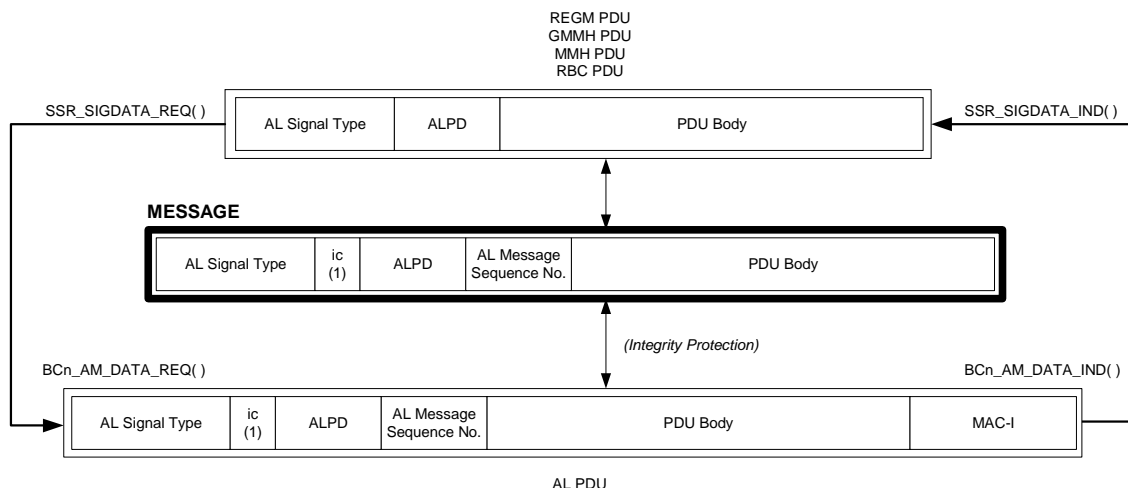 REGM PDU
GMMH PDU
MMH PDU
RBC PDU
SSR_SIGDATA_REQ( )
SSR_SIGDATA_IND( )
AL Signal Type
ALPD
PDU Body
MESSAGE
AL Signal Type
ic
(1)
ALPD
AL Message
Sequence No.
PDU Body
(Integrity Protection)
BCn_AM_DATA_REQ( )
BCn_AM_DATA_IND( )
AL Signal Type
ic
(1)
ALPD
AL Message
Sequence No.
PDU Body
MAC-I
AL PDU